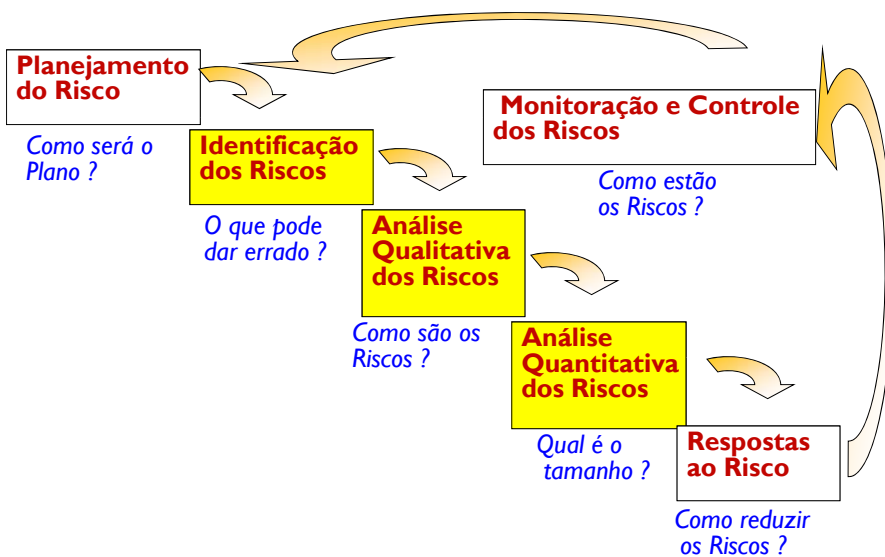 Planejamento
do Risco
Como será o
Plano ?
Identificação
dos Riscos
O que pode
dar errado ?
Análise
Qualitativa
dos Riscos
Como são os
Riscos ?
Análise
Quantitativa
dos Riscos
Qual é o
tamanho ?
Respostas
ao Risco
Como reduzir
os Riscos ?
Monitoração e Controle
dos Riscos
Como estão
os Riscos ?